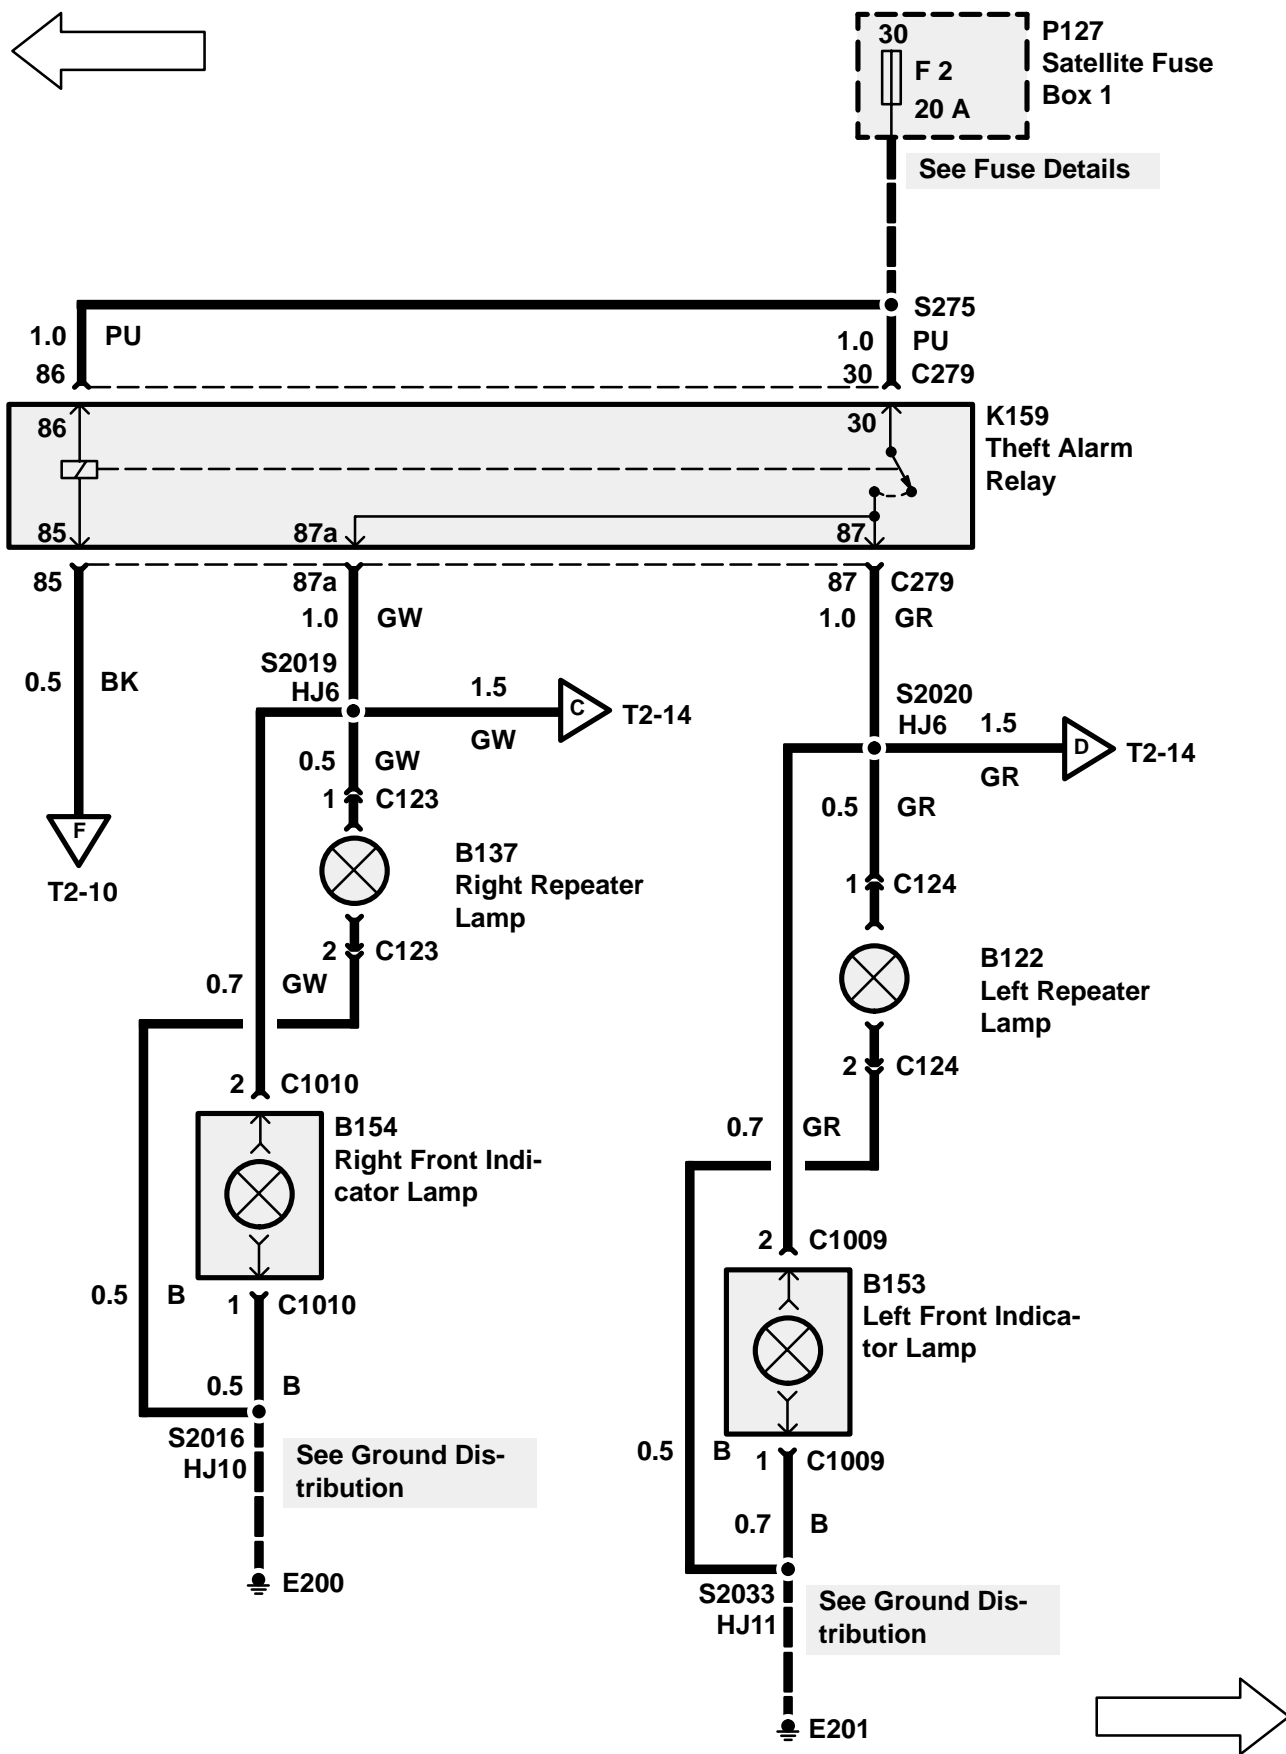 30
F 2
20 A
P127
Satellite Fuse
Box 1
See Fuse Details
S275
1.0 PU
1.0 PU
86
30 C279
86
30
K159
Theft Alarm
Relay
85
87a
87
85
87a
87 C279
1.0 GW
1.0 GR
0.5 BK
S2019
HJ6
1.5
GW
C
T2-14
S2020
HJ6
1.5
GR
D
T2-14
0.5 GW
1 C123
0.5 GR
F
T2-10
B137
Right Repeater
Lamp
1 C124
2 C123
0.7 GW
B122
Left Repeater
Lamp
2 C124
2 C1010
B154
Right Front Indi-
cator Lamp
0.7 GR
2 C1009
0.5 B
1 C1010
B153
Left Front Indica-
tor Lamp
0.5 B
S2016
HJ10
See Ground Dis-
tribution
0.5 B
1 C1009
0.7 B
E200
S2033
HJ11
See Ground Dis-
tribution
E201